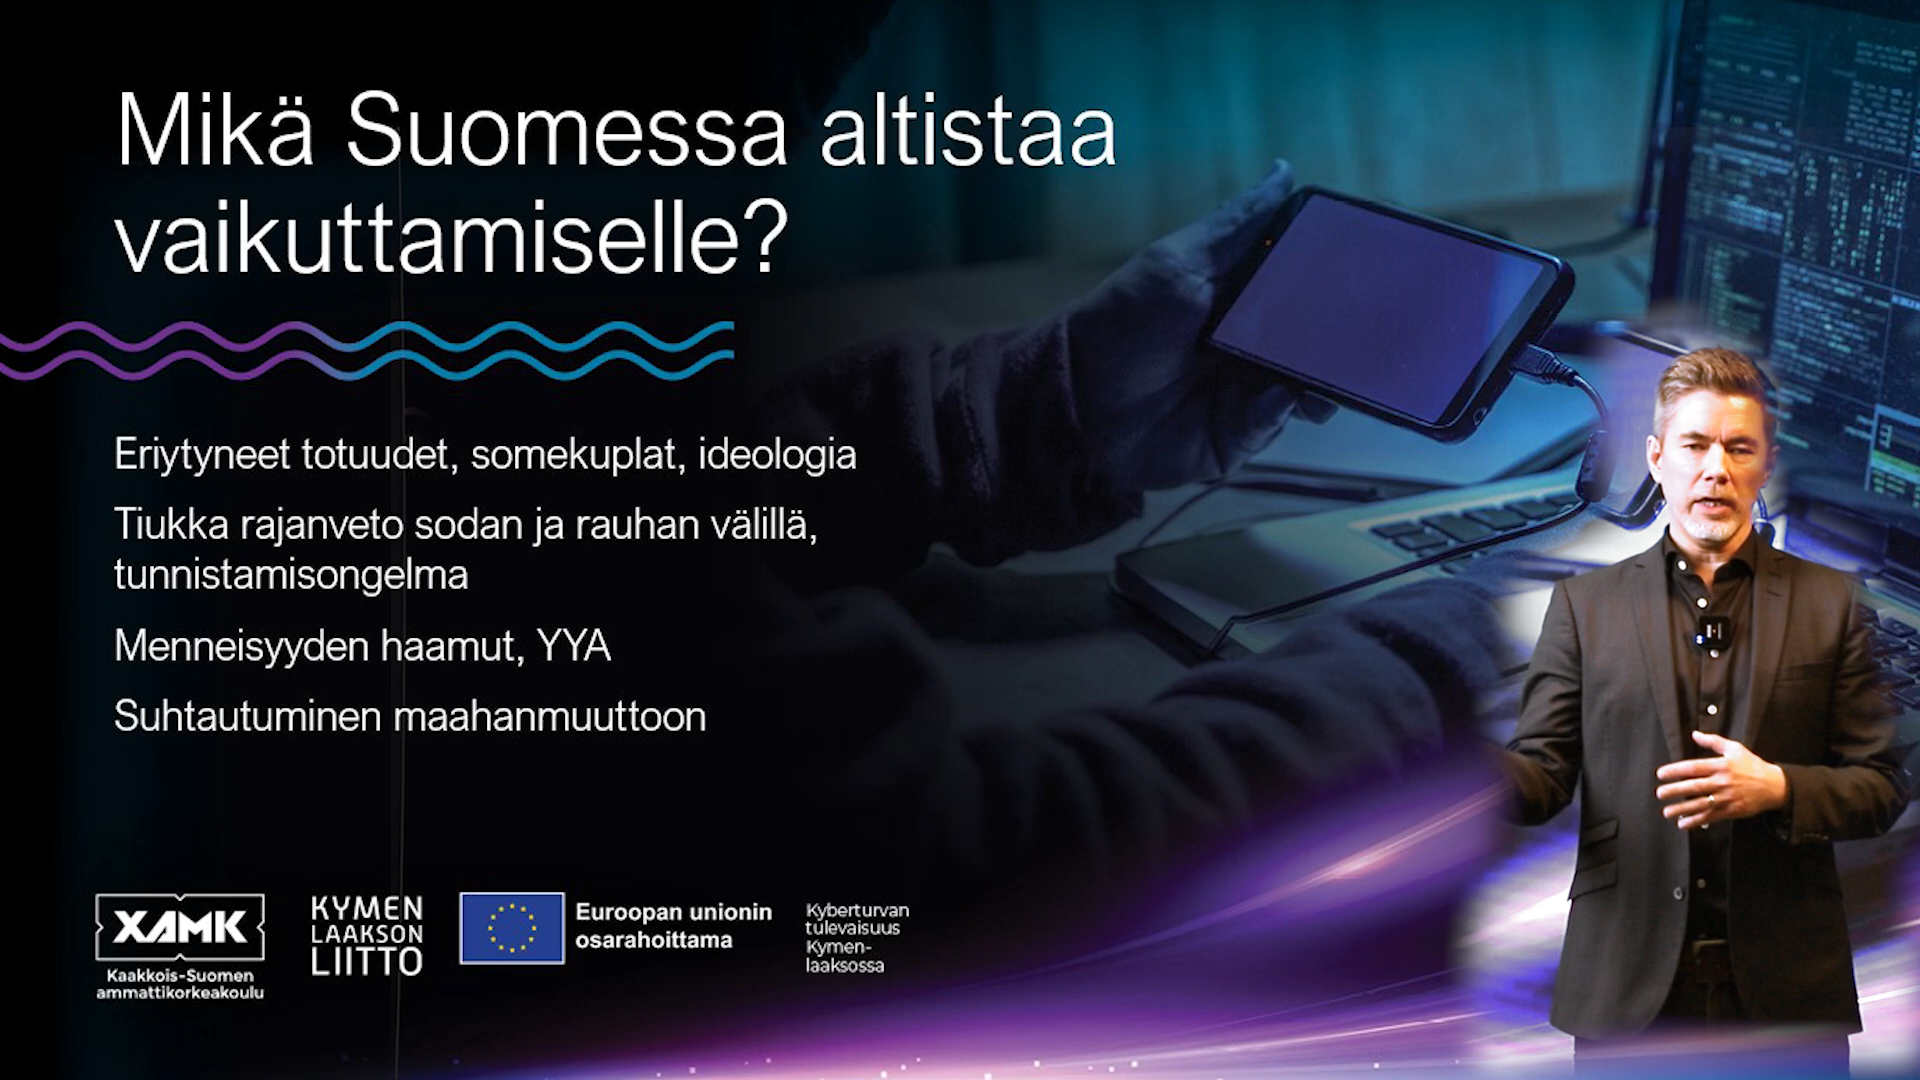 Mikä Suomessa altistaa
vaikuttamiselle?
Eriytyneet totuudet, somekuplat, ideologia
Tiukka rajanveto sodan ja rauhan välillä,
tunnistamisongelma
Menneisyyden haamut, YYA
Suhtautuminen maahanmuuttoon
XAMK
Kaakkois-Suomen
ammattikorkeakoulu
KYMEN
LAAKSON
LIITTO
Euroopan unionin
osarahoittama
Kyberturvan
tulevaisuus
Kymen-
laaksossa